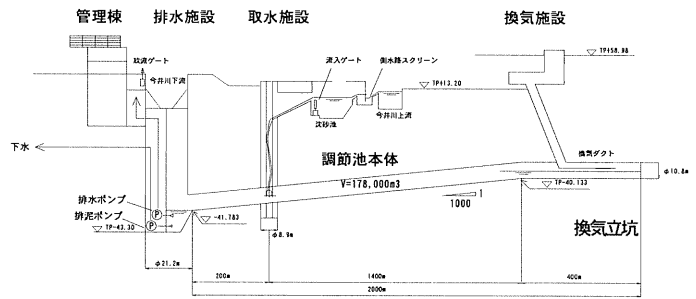 管理棟
排水施設
取水施設
換気施設
放流ゲート
今井川下流
流入ゲート
側水路スクリーン
TP+58.98
TP+13.20
沈砂池
今井川上流
下水
換気ダクト
調節池本体
V=178,000m3
φ10.8m
排水ポンプ
P
排泥ポンプ
P
-41.783
1
1000
TP-40.133
TP-43.30
φ8.9m
換気立坑
φ21.2m
200m
1400m
400m
2000m